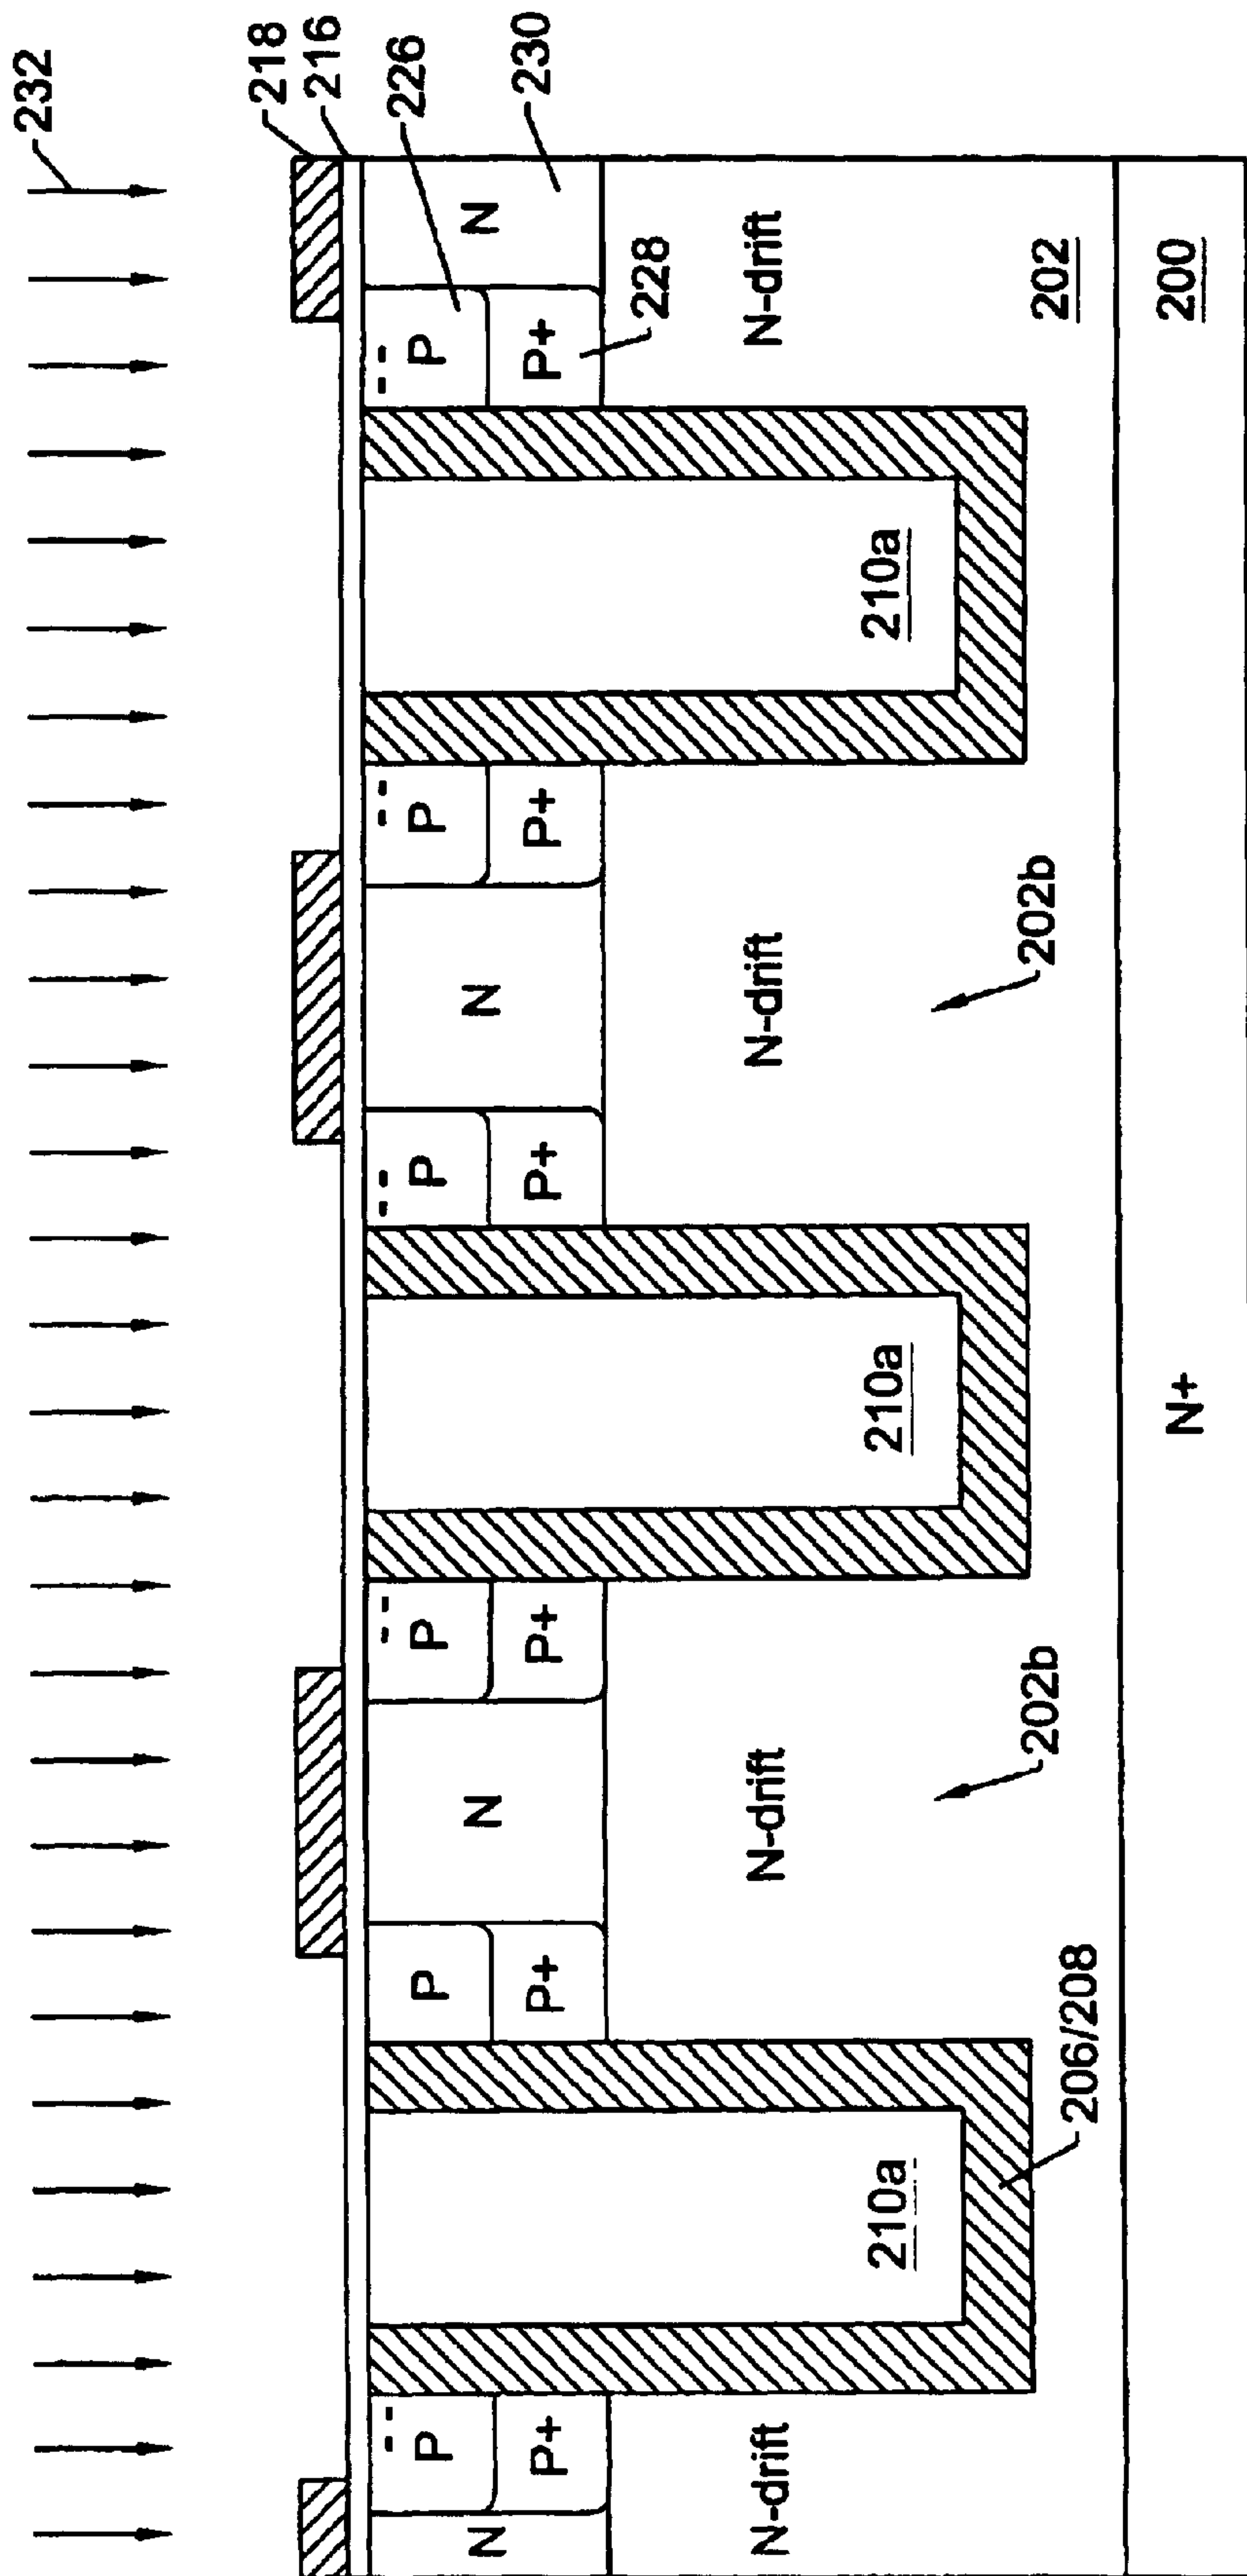 232
218
216
226
P P P P P P
N N N N
230
P+ P+ P+ P+ P+ P+
228
N-drift N-drift N-drift N-drift
210a 210a 210a
206/208 202b 202b 202
N+ 200